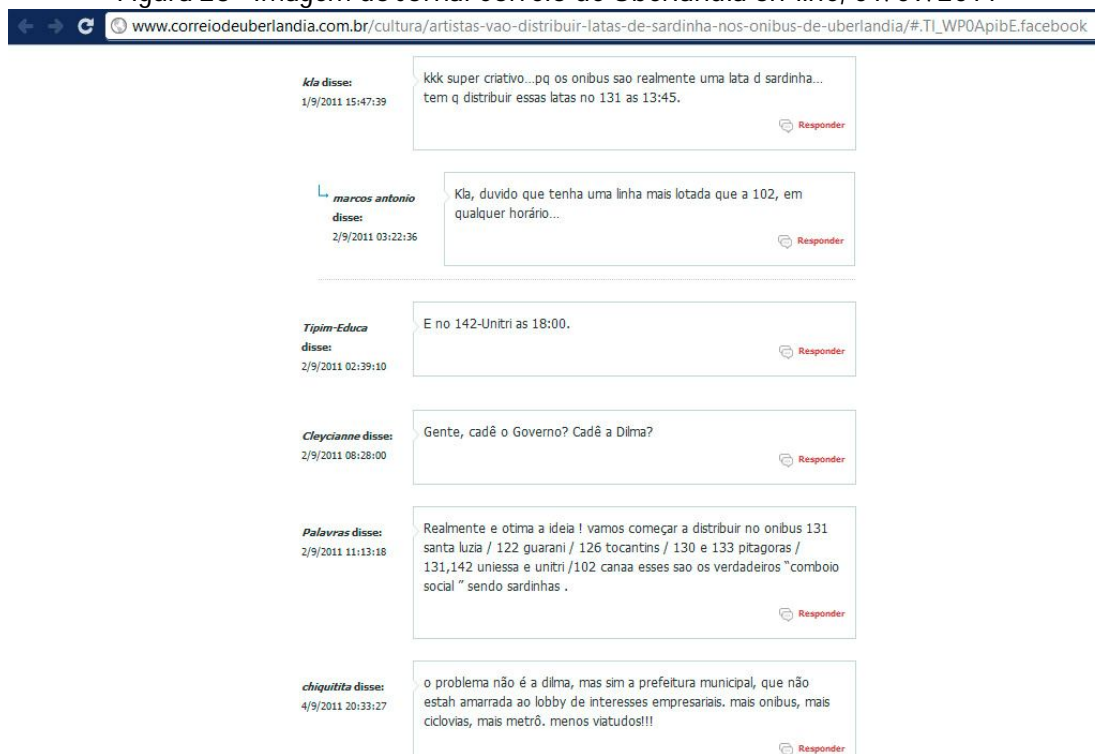 www.correiodeuberlandia.com.br/cultura/artistas-vao-distribuir-latas-de-sardinha-nos-onibus-de-uberlandia/#.Tl_WP0ApibE.facebook
kla disse:
1/9/2011 15:47:39
kkk super criativo...pq os onibus sao realmente uma lata d sardinha...
tem q distribuir essas latas no 131 as 13:45.
Responder
marcos antonio
disse:
2/9/2011 03:22:36
Kla, duvido que tenha uma linha mais lotada que a 102, em
qualquer horário...
Responder
Tipim-Educa
disse:
2/9/2011 02:39:10
E no 142-Unitri as 18:00.
Responder
Cleycianne disse:
2/9/2011 08:28:00
Gente, cadê o Governo? Cadê a Dilma?
Responder
Palavras disse:
2/9/2011 11:13:18
Realmente e otima a ideia ! vamos começar a distribuir no onibus 131
santa luzia / 122 guarani / 126 tocantins / 130 e 133 pitagoras /
131,142 uniessa e unitri /102 canaa esses sao os verdadeiros "comboio
social " sendo sardinhas .
Responder
chiquitita disse:
4/9/2011 20:33:27
o problema não é a dilma, mas sim a prefeitura municipal, que não
estah amarrada ao lobby de interesses empresariais. mais onibus, mais
ciclovias, mais metrô. menos viatudos!!!
Responder